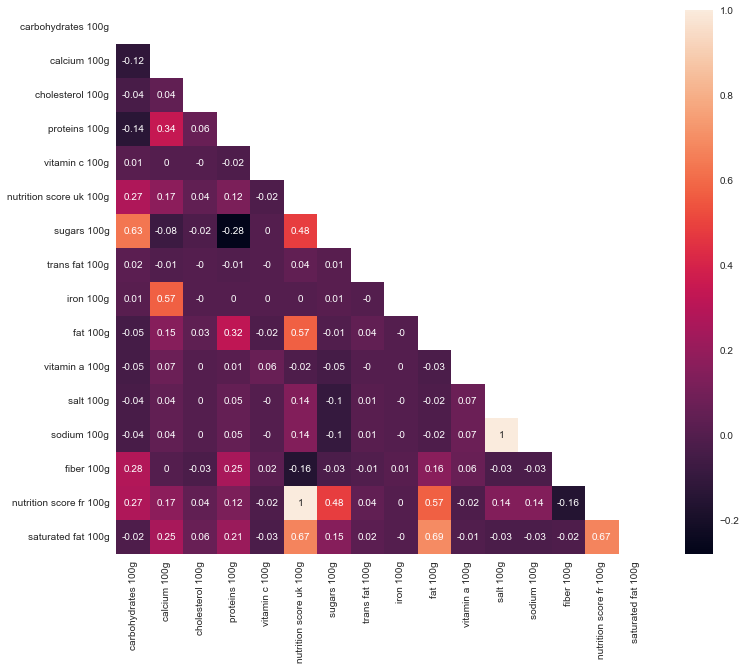 carbohydrates 100g
calcium 100g -0.12
cholesterol 100g -0.04 0.04
proteins 100g -0.14 0.34 0.06
vitamin c 100g 0.01 0 -0 -0.02
nutrition score uk 100g 0.27 0.17 0.04 0.12 -0.02
sugars 100g 0.63 -0.08 -0.02 -0.28 0 0.48
trans fat 100g 0.02 -0.01 -0 -0.01 -0 0.04 0.01
iron 100g 0.01 0.57 -0 0 0 0 0.01 -0
fat 100g -0.05 0.15 0.03 0.32 -0.02 0.57 -0.01 0.04 -0
vitamin a 100g -0.05 0.07 0 0.01 0.06 -0.02 -0.05 -0 0 -0.03
salt 100g -0.04 0.04 0 0.05 -0 0.14 -0.1 0.01 -0 -0.02 0.07
sodium 100g -0.04 0.04 0 0.05 -0 0.14 -0.1 0.01 -0 -0.02 0.07 1
fiber 100g 0.28 0 -0.03 0.25 0.02 -0.16 -0.03 -0.01 0.01 0.16 0.06 -0.03 -0.03
nutrition score fr 100g 0.27 0.17 0.04 0.12 -0.02 1 0.48 0.04 0 0.57 -0.02 0.14 0.14 -0.16
saturated fat 100g -0.02 0.25 0.06 0.21 -0.03 0.67 0.15 0.02 -0 0.69 -0.01 -0.03 -0.03 -0.02 0.67
carbohydrates 100g
calcium 100g
cholesterol 100g
proteins 100g
vitamin c 100g
nutrition score uk 100g
sugars 100g
trans fat 100g
iron 100g
fat 100g
vitamin a 100g
salt 100g
sodium 100g
fiber 100g
nutrition score fr 100g
saturated fat 100g
1.0
0.8
0.6
0.4
0.2
0.0
−0.2